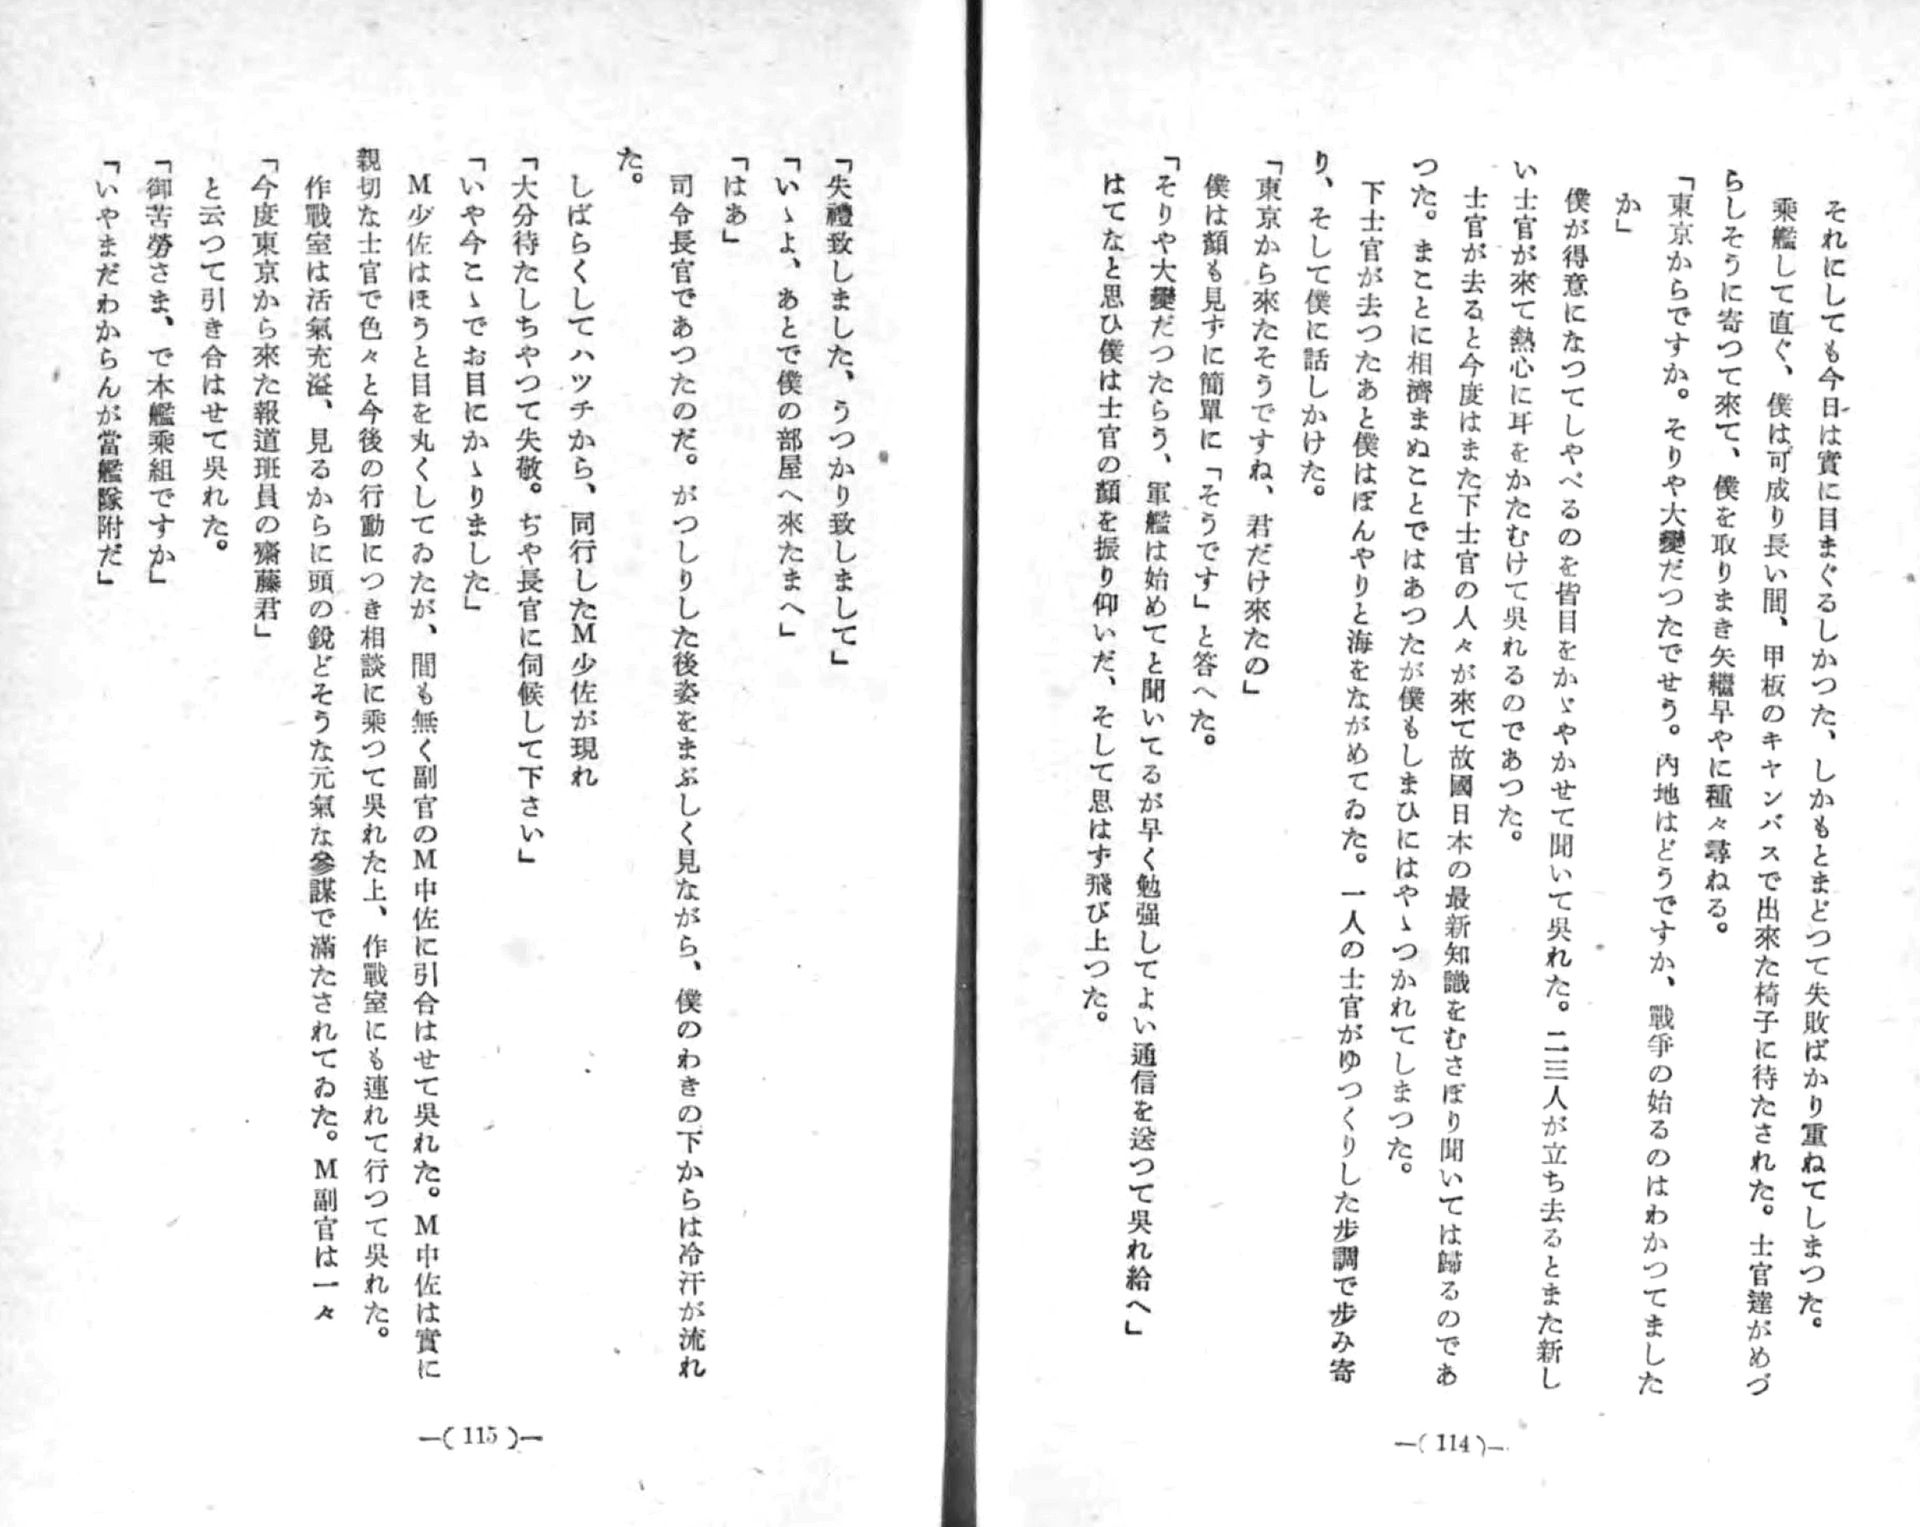 それにしても今日は實に目まぐるしかつた、しかもとまどつて失敗ばかり重ねてしまつた。
乘艦して直ぐ、僕は可成り長い間、甲板のキヤンバスで出來た椅子に待たされた。士官達がめづ
らしそうに寄つて來て、僕を取りまき矢繼早やに種々尋ねる。
「東京からですか。そりや大變だつたでせう。內地はどうですか、戰爭の始るのはわかつてました
か」
僕が得意になつてしやべるのを皆目をかゞやかせて聞いて吳れた。二三人が立ち去るとまた新し
い士官が來て熱心に耳をかたむけて吳れるのであつた。
士官が去ると今度はまた下士官の人々が來て故國日本の最新知識をむさぼり聞いては歸るのであ
つた。まことに相濟まぬことではあつたが僕もしまひにはやゝつかれてしまつた。
下士官が去つたあと僕はぼんやりと海をながめてゐた。一人の士官がゆつくりした步調で步み寄
り、そして僕に話しかけた。
「東京から來たそうですね、君だけ來たの」
僕は顏も見ずに簡單に「そうです」と答へた。
「そりや大變だつたらう、軍艦は始めてと聞いてるが早く勉强してよい通信を送つて吳れ給へ」
はてなと思ひ僕は士官の顏を振り仰いだ、そして思はず飛び上つた。
—( 114 )—
「失禮致しました、うつかり致しまして」
「いゝよ、あとで僕の部屋へ來たまへ」
「はあ」
司令長官であつたのだ。がつしりした後姿をまぶしく見ながら、僕のわきの下からは冷汗が流れ
た。
しばらくしてハツチから、同行したM少佐が現れ
「大分待たしちやつて失敬。ぢや長官に伺候して下さい」
「いや今こゝでお目にかゝりました」
M少佐はほうと目を丸くしてゐたが、間も無く副官のM中佐に引合はせて吳れた。M中佐は實に
親切な士官で色々と今後の行動につき相談に乘つて吳れた上、作戰室にも連れて行つて吳れた。
作戰室は活氣充溢、見るからに頭の銳どそうな元氣な參謀で滿たされてゐた。M副官は一々
「今度東京から來た報道班員の齋藤君」
と云つて引き合はせて吳れた。
「御苦勞さま、で本艦乘組ですか」
「いやまだわからんが當艦隊附だ」
—( 115 )—